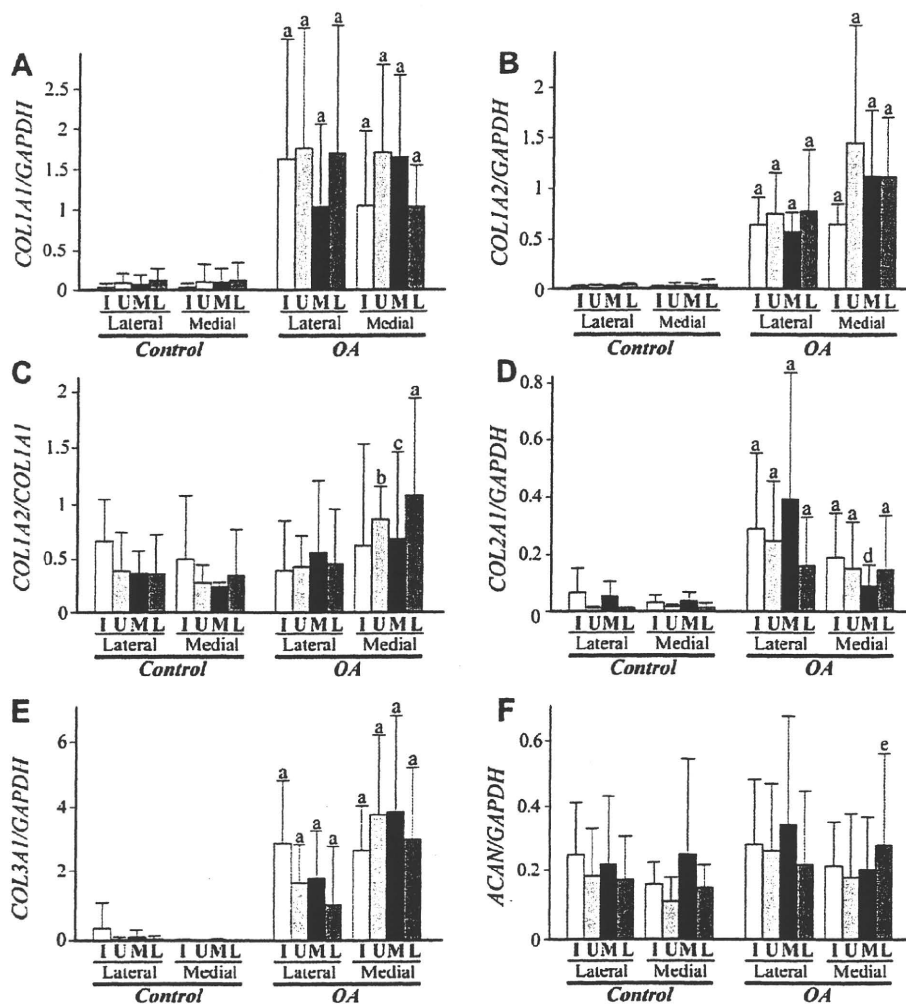 A
COL1A1/GAPDH
2.5
2
1.5
1
0.5
0
a a a a a a a a
I U M L I U M L I U M L I U M L
Lateral Medial Lateral Medial
Control OA
B
COL1A2/GAPDH
2
1.5
1
0.5
0
a a a a a a a a
I U M L I U M L I U M L I U M L
Lateral Medial Lateral Medial
Control OA
C
COL1A2/COL1A1
2
1.5
1
0.5
0
b c a
I U M L I U M L I U M L I U M L
Lateral Medial Lateral Medial
Control OA
D
COL2A1/GAPDH
0.8
0.6
0.4
0.2
0
a a a a a a d a
I U M L I U M L I U M L I U M L
Lateral Medial Lateral Medial
Control OA
E
COL3A1/GAPDH
6
4
2
0
a a a a a a a a
I U M L I U M L I U M L I U M L
Lateral Medial Lateral Medial
Control OA
F
ACAN/GAPDH
0.6
0.4
0.2
0
e
I U M L I U M L I U M L I U M L
Lateral Medial Lateral Medial
Control OA